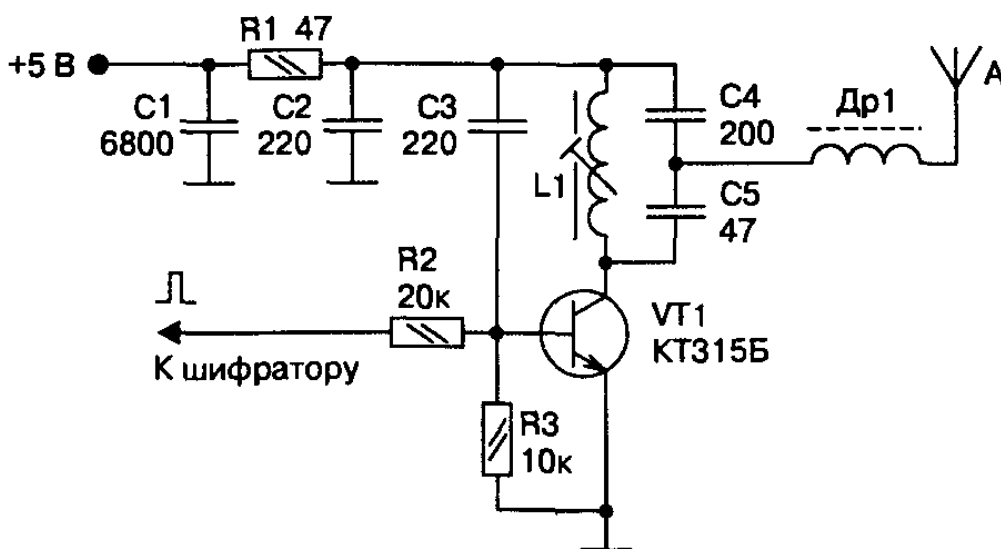 R1 47
+5 В
C1
6800
C2
220
C3
220
L1
C4
200
C5
47
Др1
А
R2
20к
К шифратору
VT1
КТ315Б
R3
10к